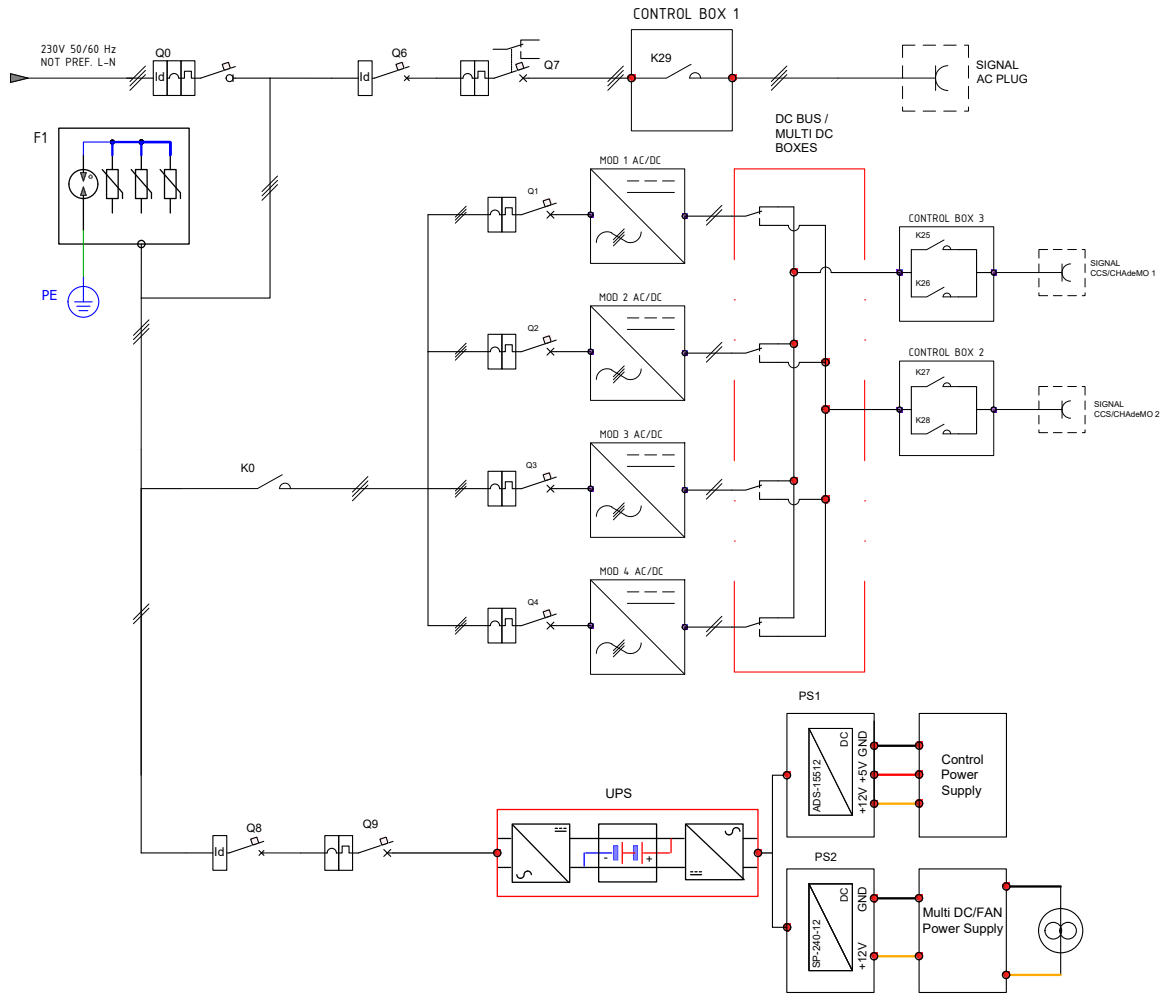 CONTROL BOX 1
230V 50/60 Hz
NOT PREF. L-N
Q0
Id
Q6
Id
Q7
K29
SIGNAL
AC PLUG
F1
PE
DC BUS /
MULTI DC
BOXES
MOD 1 AC/DC
Q1
CONTROL BOX 3
K25
K26
SIGNAL
CCS/CHAdeMO 1
MOD 2 AC/DC
Q2
CONTROL BOX 2
K27
K28
SIGNAL
CCS/CHAdeMO 2
MOD 3 AC/DC
K0
Q3
MOD 4 AC/DC
Q4
PS1
ADS-15512
DC
GND
+5V
+12V
Control
Power
Supply
UPS
- +
Id
Q8
Q9
PS2
SP-240-12
DC
GND
+12V
Multi DC/FAN
Power Supply